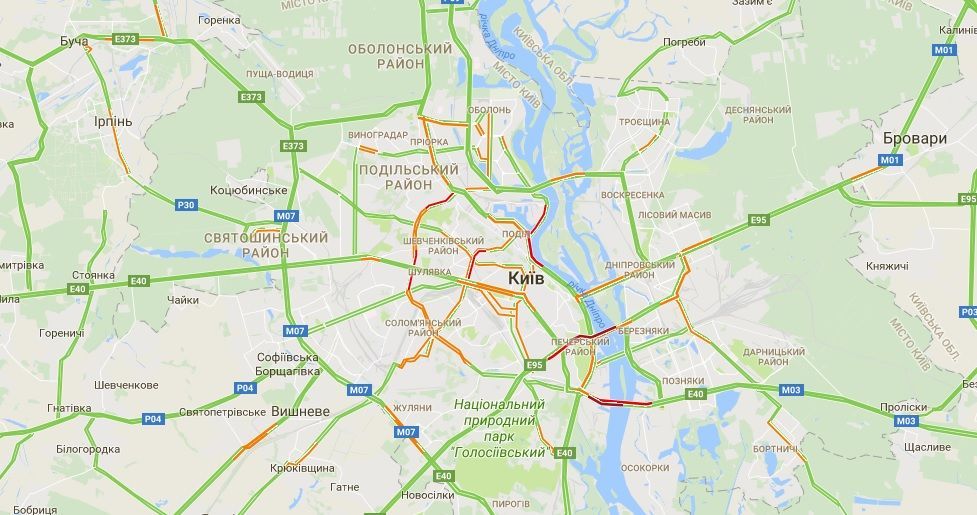 МІСТО КИ
Горенка
Буча
E373
ОБОЛОНСЬКИЙ
РАЙОН
річка Дніпро
КИЇВСЬКА ОБЛ.
МІСТО КИЇВ
Зазим'є
Погреби
Калинів
M01
E373
ПУЩА-ВОДИЦЯ
Ірпінь
ОБОЛОНЬ
ТРОЄЩИНА
ДЕСНЯНСЬКИЙ
РАЙОН
Бровари
M01
E373
ВИНОГРАДАР
ПРІОРКА
ПОДІЛЬСЬКИЙ
РАЙОН
Коцюбинське
P30
M07
ВОСКРЕСЕНКА
ЛІСОВИЙ МАСИВ
E95
E95
СВЯТОШИНСЬКИЙ
РАЙОН
ШЕВЧЕНКІВСЬКИЙ
РАЙОН
ПОДІЛ
митрівка
Стоянка
E40
E40
ШУЛЯВКА
Київ
ДНІПРОВСЬКИЙ
РАЙОН
Княжичі
Мила
Чайки
річка Дніпро
КИЇВСЬКА ОБЛ.
МІСТО КИЇВ
P03
Гореничі
M07
СОЛОМ'ЯНСЬКИЙ
РАЙОН
ПЕЧЕРСЬКИЙ
РАЙОН
БЕРЕЗНЯКИ
Софіївська
Борщагівка
E95
ДАРНИЦЬКИЙ
РАЙОН
Шевченкове
P04
M07
ПОЗНЯКИ
E40
M03
Гнатівка
P04
Святопетрівське
Вишневе
ЖУЛЯНИ
M07
Національний
природний
парк
"Голосіївський"
Проліски
M03
Щасливе
Білогородка
E40
БОРТНИЧІ
Крюківщина
E40
ОСОКОРКИ
Гатне
Новосілки
ПИРОГІВ
Бобриця